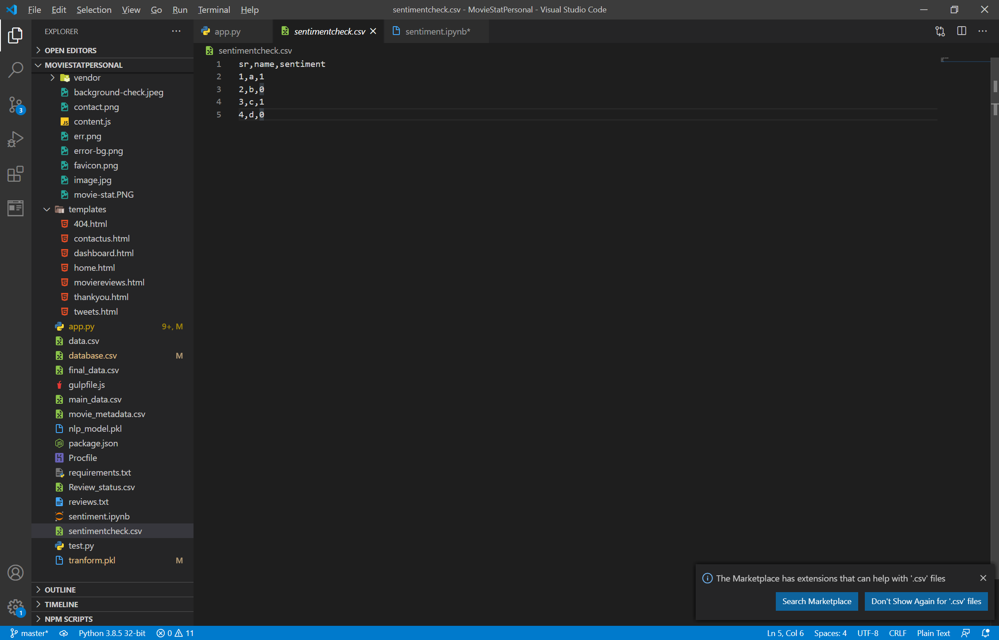 File Edit Selection View Go Run Terminal Help
sentimentcheck.csv - MovieStatPersonal - Visual Studio Code
EXPLORER
OPEN EDITORS
MOVIESTATPERSONAL
vendor
background-check.jpeg
contact.png
content.js
err.png
error-bg.png
favicon.png
image.jpg
movie-stat.PNG
templates
404.html
contactus.html
dashboard.html
home.html
moviereviews.html
thankyou.html
tweets.html
app.py 9+, M
data.csv
database.csv M
final_data.csv
gulpfile.js
main_data.csv
movie_metadata.csv
nlp_model.pkl
package.json
Procfile
requirements.txt
Review_status.csv
reviews.txt
sentiment.ipynb
sentimentcheck.csv
test.py
tranform.pkl M
OUTLINE
TIMELINE
NPM SCRIPTS
3
1
app.py sentimentcheck.csv sentiment.ipynb*
sentimentcheck.csv
1 sr,name,sentiment
2 1,a,1
3 2,b,0
4 3,c,1
5 4,d,0
The Marketplace has extensions that can help with '.csv' files
Search Marketplace Don't Show Again for '.csv' files
master* Python 3.8.5 32-bit 0 11 Ln 5, Col 6 Spaces: 4 UTF-8 CRLF Plain Text